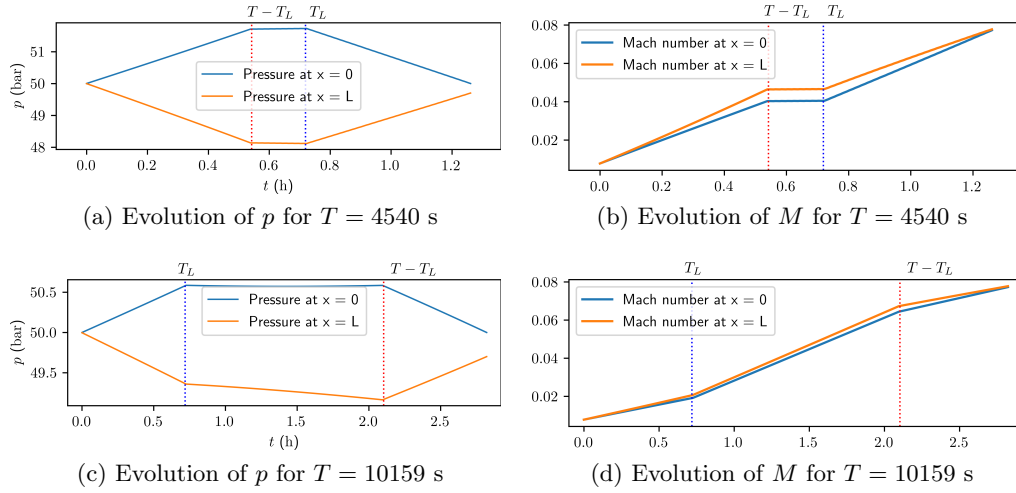 T − T_L T_L
51
50
49
48
p (bar)
Pressure at x = 0
Pressure at x = L
0.0 0.2 0.4 0.6 0.8 1.0 1.2
t (h)
(a) Evolution of p for T = 4540 s
T − T_L T_L
0.08
0.06
0.04
0.02
Mach number at x = 0
Mach number at x = L
0.0 0.2 0.4 0.6 0.8 1.0 1.2
(b) Evolution of M for T = 4540 s
T_L T − T_L
50.5
50.0
49.5
p (bar)
Pressure at x = 0
Pressure at x = L
0.0 0.5 1.0 1.5 2.0 2.5
t (h)
(c) Evolution of p for T = 10159 s
T_L T − T_L
0.08
0.06
0.04
0.02
Mach number at x = 0
Mach number at x = L
0.0 0.5 1.0 1.5 2.0 2.5
(d) Evolution of M for T = 10159 s